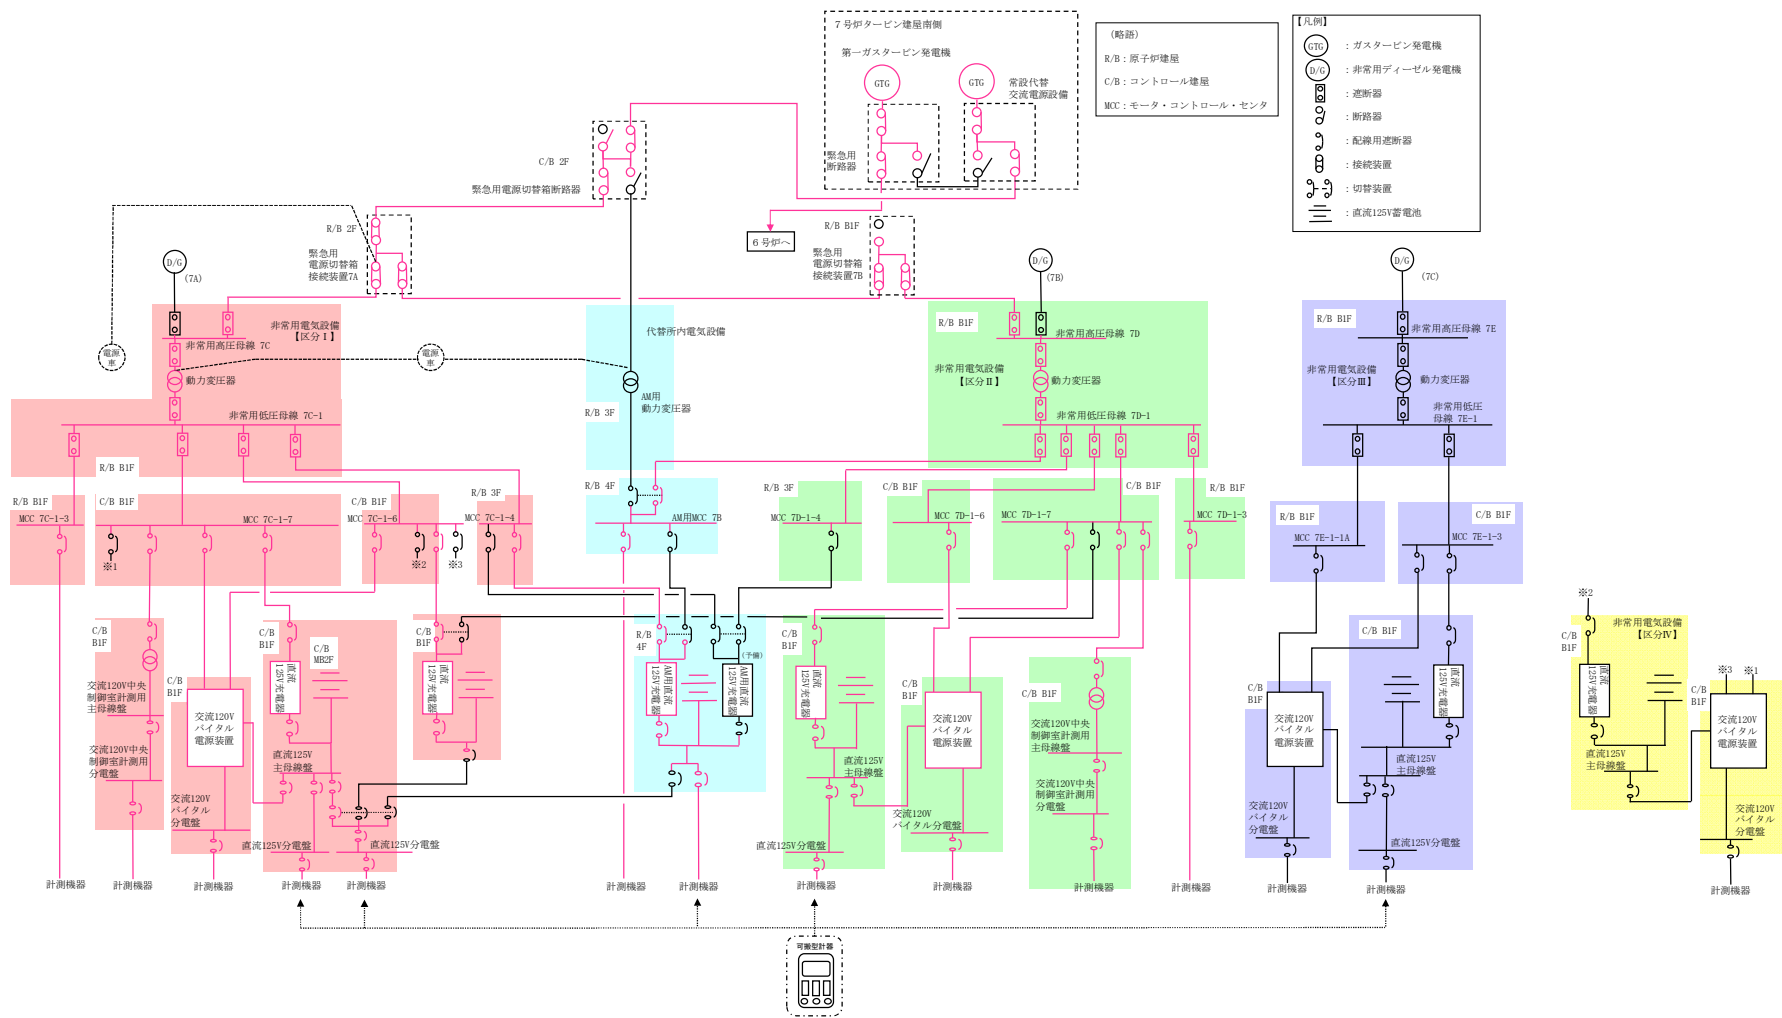 7号炉タービン建屋南側
第一ガスタービン発電機
GTG
GTG
常設代替
交流電源設備
緊急用
断路器
(略語)
R/B：原子炉建屋
C/B：コントロール建屋
MCC：モータ・コントロール・センタ
【凡例】
GTG
：ガスタービン発電機
D/G
：非常用ディーゼル発電機
：遮断器
：断路器
：配線用遮断器
：接続装置
：切替装置
：直流125V蓄電池
C/B 2F
緊急用電源切替箱断路器
6号炉へ
R/B 2F
緊急用
電源切替箱
接続装置7A
R/B B1F
緊急用
電源切替箱
接続装置7B
D/G
(7A)
D/G
(7B)
D/G
(7C)
電源
車
電源
車
非常用電気設備
【区分Ⅰ】
非常用高圧母線 7C
動力変圧器
非常用低圧母線 7C-1
R/B B1F
代替所内電気設備
AM用
動力変圧器
R/B 3F
R/B 4F
R/B B1F
非常用高圧母線 7D
非常用電気設備
【区分Ⅱ】
動力変圧器
非常用低圧母線 7D-1
R/B B1F
非常用高圧母線 7E
非常用電気設備
【区分Ⅲ】
動力変圧器
非常用低圧
母線 7E-1
R/B B1F
MCC 7C-1-3
C/B B1F
MCC 7C-1-7
※1
C/B B1F
MCC 7C-1-6
※2
※3
R/B 3F
MCC 7C-1-4
AM用MCC 7B
R/B 3F
MCC 7D-1-4
C/B B1F
MCC 7D-1-6
C/B B1F
MCC 7D-1-7
R/B B1F
MCC 7D-1-3
R/B B1F
MCC 7E-1-1A
C/B B1F
MCC 7E-1-3
C/B
B1F
交流120V中央
制御室計測用
主母線盤
交流120V中央
制御室計測用
分電盤
C/B
B1F
交流120V
バイタル
電源装置
交流120V
バイタル
分電盤
C/B
B1F
直流
125V充電器
C/B
MB2F
直流125V
主母線盤
直流125V分電盤
直流125V分電盤
C/B
B1F
直流
125V充電器
R/B
4F
AM用直流
125V充電器
(予備)
AM用直流
125V充電器
C/B
B1F
直流
125V充電器
直流125V
主母線盤
直流125V分電盤
C/B
B1F
交流120V
バイタル
電源装置
交流120V
バイタル分電盤
C/B B1F
交流120V中央
制御室計測用
主母線盤
交流120V中央
制御室計測用
分電盤
C/B
B1F
交流120V
バイタル
電源装置
交流120V
バイタル
分電盤
C/B B1F
直流
125V充電器
直流125V
主母線盤
直流125V分電盤
※2
C/B
B1F
非常用電気設備
【区分Ⅳ】
直流
125V充電器
直流125V
主母線盤
※3
※1
C/B
B1F
交流120V
バイタル
電源装置
交流120V
バイタル
分電盤
計測機器
計測機器
計測機器
計測機器
計測機器
計測機器
計測機器
計測機器
計測機器
計測機器
計測機器
計測機器
計測機器
計測機器
可搬型計器